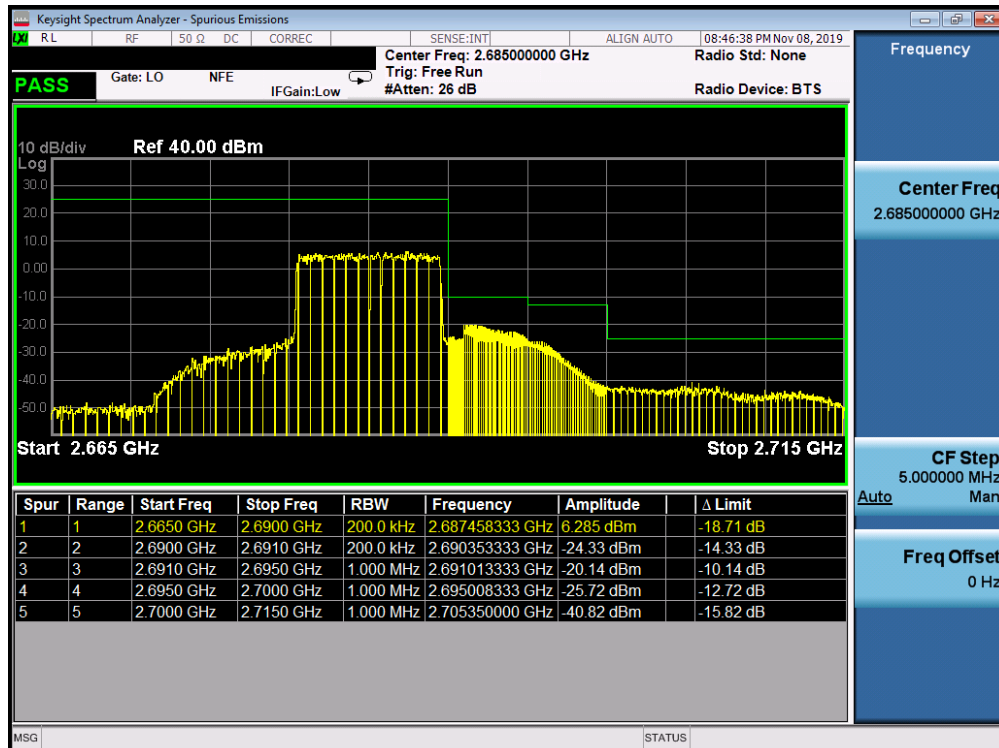 Keysight Spectrum Analyzer - Spurious Emissions
LXI RL RF 50 Ω DC CORREC SENSE:INT ALIGN AUTO 08:46:38 PM Nov 08, 2019
Center Freq: 2.685000000 GHz Radio Std: None
Trig: Free Run
PASS Gate: LO NFE IFGain:Low #Atten: 26 dB Radio Device: BTS
10 dB/div Ref 40.00 dBm
Log
30.0
20.0
10.0
0.00
-10.0
-20.0
-30.0
-40.0
-50.0
Start 2.665 GHz Stop 2.715 GHz
Spur Range Start Freq Stop Freq RBW Frequency Amplitude Δ Limit
1 1 2.6650 GHz 2.6900 GHz 200.0 kHz 2.687458333 GHz 6.285 dBm -18.71 dB
2 2 2.6900 GHz 2.6910 GHz 200.0 kHz 2.690353333 GHz -24.33 dBm -14.33 dB
3 3 2.6910 GHz 2.6950 GHz 1.000 MHz 2.691013333 GHz -20.14 dBm -10.14 dB
4 4 2.6950 GHz 2.7000 GHz 1.000 MHz 2.695008333 GHz -25.72 dBm -12.72 dB
5 5 2.7000 GHz 2.7150 GHz 1.000 MHz 2.705350000 GHz -40.82 dBm -15.82 dB
MSG STATUS
Frequency
Center Freq
2.685000000 GHz
CF Step
5.000000 MHz
Auto Man
Freq Offset
0 Hz